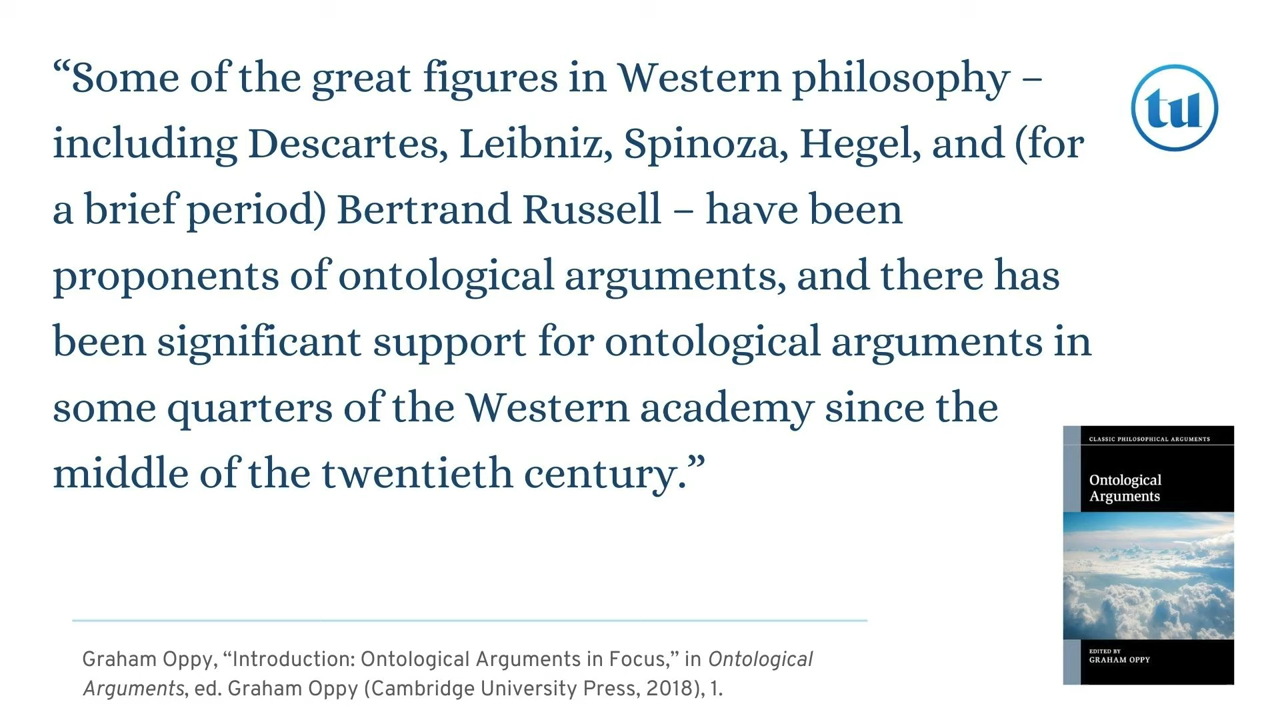 “Some of the great figures in Western philosophy –
including Descartes, Leibniz, Spinoza, Hegel, and (for
a brief period) Bertrand Russell – have been
proponents of ontological arguments, and there has
been significant support for ontological arguments in
some quarters of the Western academy since the
middle of the twentieth century.”
tu
CLASSIC PHILOSOPHICAL ARGUMENTS
Ontological
Arguments
EDITED BY
GRAHAM OPPY
Graham Oppy, “Introduction: Ontological Arguments in Focus,” in Ontological
Arguments, ed. Graham Oppy (Cambridge University Press, 2018), 1.